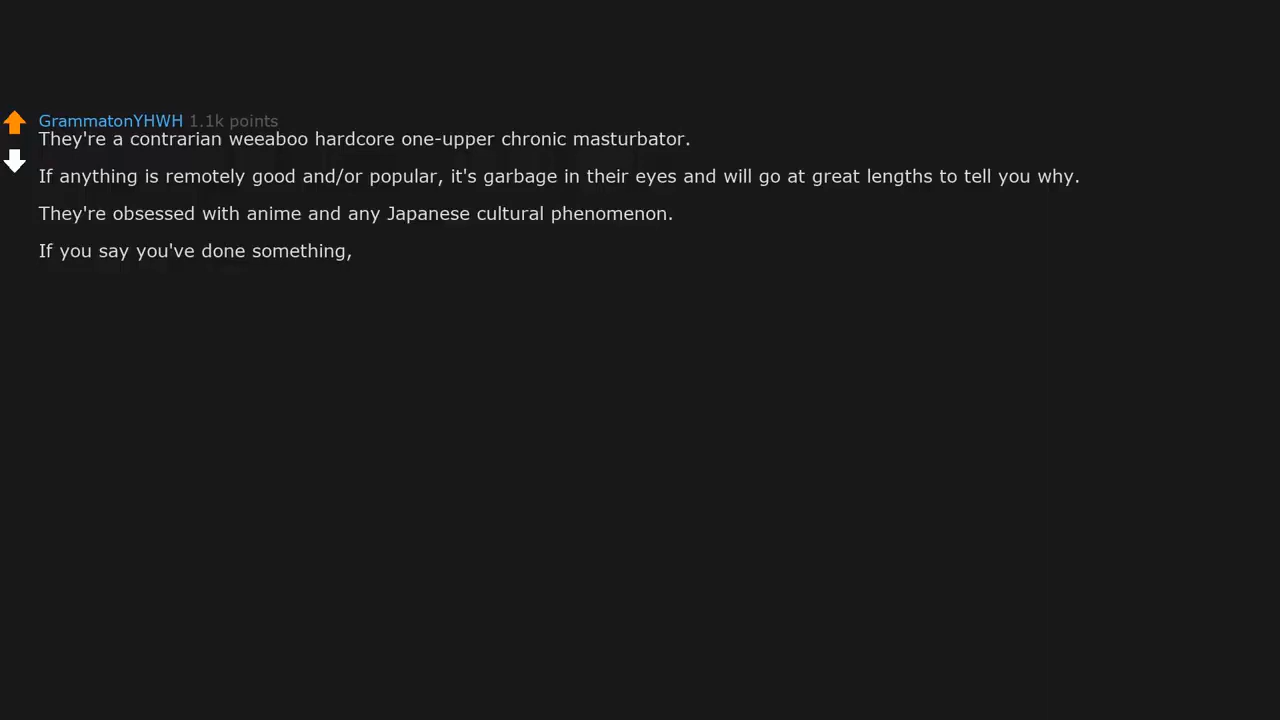 GrammatonYHWH 1.1k points
They're a contrarian weeaboo hardcore one-upper chronic masturbator.
If anything is remotely good and/or popular, it's garbage in their eyes and will go at great lengths to tell you why.
They're obsessed with anime and any Japanese cultural phenomenon.
If you say you've done something,